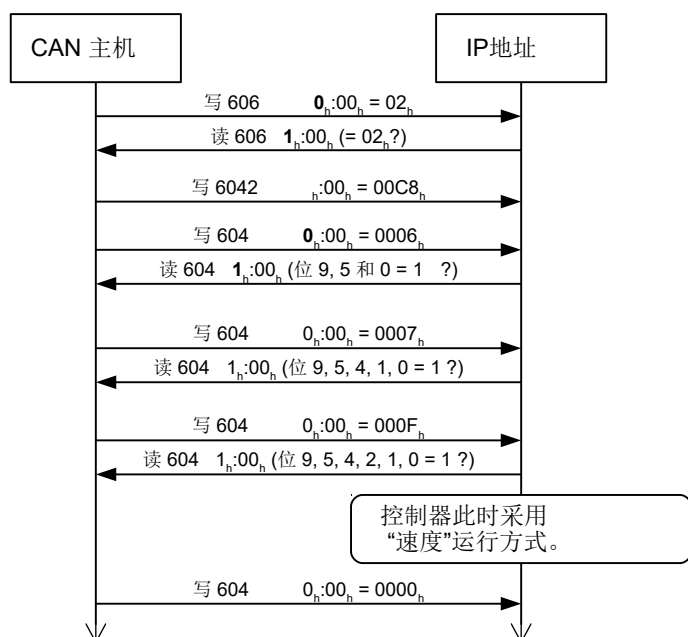 CAN 主机 IP地址
写 606 0h:00h = 02h
读 606 1h:00h (= 02h?)
写 6042 h:00h = 00C8h
写 604 0h:00h = 0006h
读 604 1h:00h (位 9, 5 和 0 = 1 ?)
写 604 0h:00h = 0007h
读 604 1h:00h (位 9, 5, 4, 1, 0 = 1 ?)
写 604 0h:00h = 000Fh
读 604 1h:00h (位 9, 5, 4, 2, 1, 0 = 1 ?)
控制器此时采用
“速度”运行方式。
写 604 0h:00h = 0000h